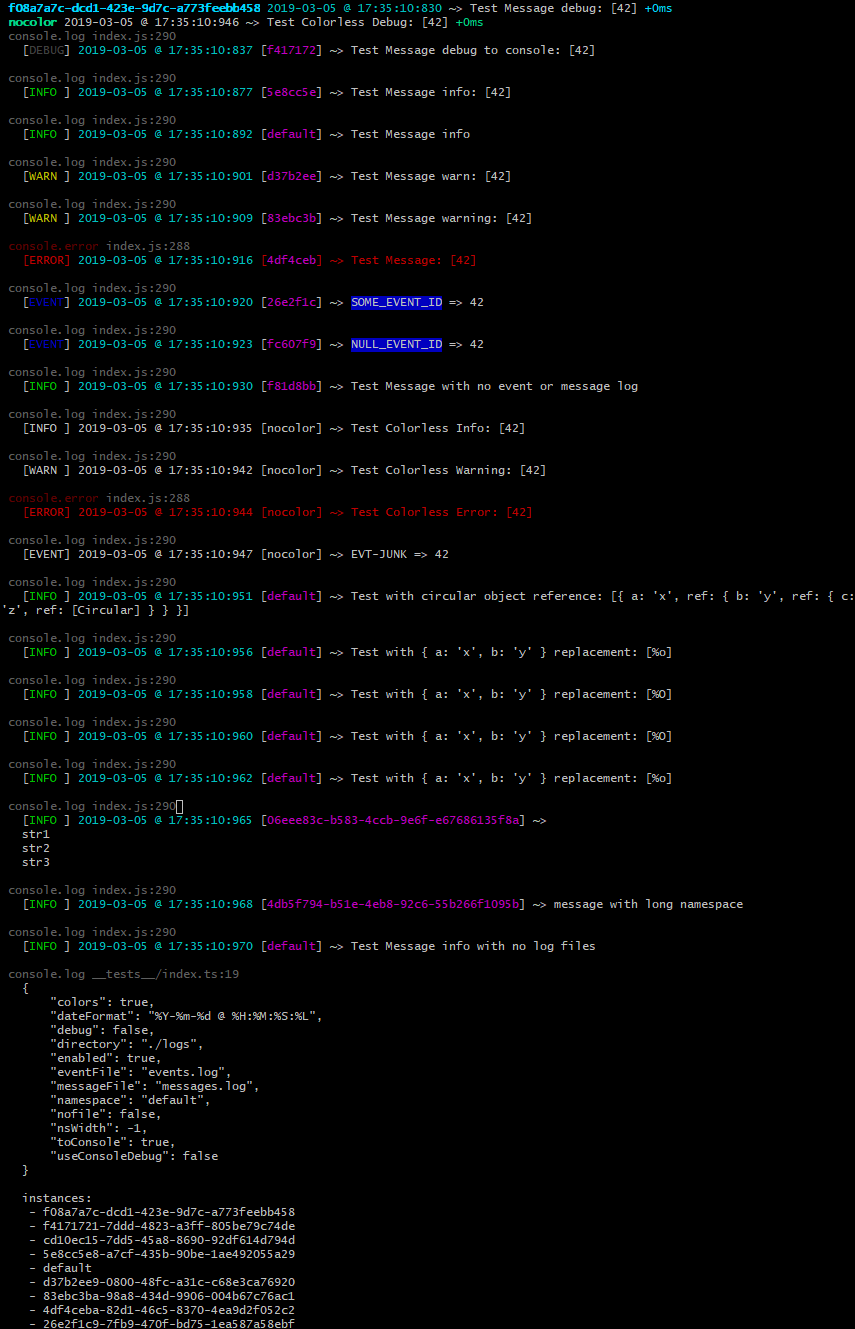 f08a7a7c-dcd1-423e-9d7c-a773feebb458 2019-03-05 @ 17:35:10:830 ~> Test Message debug: [42] +0ms
nocolor 2019-03-05 @ 17:35:10:946 ~> Test Colorless Debug: [42] +0ms
console.log index.js:290
[DEBUG] 2019-03-05 @ 17:35:10:837 [f417172] ~> Test Message debug to console: [42]
console.log index.js:290
[INFO ] 2019-03-05 @ 17:35:10:877 [5e8cc5e] ~> Test Message info: [42]
console.log index.js:290
[INFO ] 2019-03-05 @ 17:35:10:892 [default] ~> Test Message info
console.log index.js:290
[WARN ] 2019-03-05 @ 17:35:10:901 [d37b2ee] ~> Test Message warn: [42]
console.log index.js:290
[WARN ] 2019-03-05 @ 17:35:10:909 [83ebc3b] ~> Test Message warning: [42]
console.error index.js:288
[ERROR] 2019-03-05 @ 17:35:10:916 [4df4ceb] ~> Test Message: [42]
console.log index.js:290
[EVENT] 2019-03-05 @ 17:35:10:920 [26e2f1c] ~> SOME_EVENT_ID => 42
console.log index.js:290
[EVENT] 2019-03-05 @ 17:35:10:923 [fc607f9] ~> NULL_EVENT_ID => 42
console.log index.js:290
[INFO ] 2019-03-05 @ 17:35:10:930 [f81d8bb] ~> Test Message with no event or message log
console.log index.js:290
[INFO ] 2019-03-05 @ 17:35:10:935 [nocolor] ~> Test Colorless Info: [42]
console.log index.js:290
[WARN ] 2019-03-05 @ 17:35:10:942 [nocolor] ~> Test Colorless Warning: [42]
console.error index.js:288
[ERROR] 2019-03-05 @ 17:35:10:944 [nocolor] ~> Test Colorless Error: [42]
console.log index.js:290
[EVENT] 2019-03-05 @ 17:35:10:947 [nocolor] ~> EVT-JUNK => 42
console.log index.js:290
[INFO ] 2019-03-05 @ 17:35:10:951 [default] ~> Test with circular object reference: [{ a: 'x', ref: { b: 'y', ref: { c:
'z', ref: [Circular] } } }]
console.log index.js:290
[INFO ] 2019-03-05 @ 17:35:10:956 [default] ~> Test with { a: 'x', b: 'y' } replacement: [%o]
console.log index.js:290
[INFO ] 2019-03-05 @ 17:35:10:958 [default] ~> Test with { a: 'x', b: 'y' } replacement: [%O]
console.log index.js:290
[INFO ] 2019-03-05 @ 17:35:10:960 [default] ~> Test with { a: 'x', b: 'y' } replacement: [%O]
console.log index.js:290
[INFO ] 2019-03-05 @ 17:35:10:962 [default] ~> Test with { a: 'x', b: 'y' } replacement: [%o]
console.log index.js:290
[INFO ] 2019-03-05 @ 17:35:10:965 [06eee83c-b583-4ccb-9e6f-e67686135f8a] ~>
str1
str2
str3
console.log index.js:290
[INFO ] 2019-03-05 @ 17:35:10:968 [4db5f794-b51e-4eb8-92c6-55b266f1095b] ~> message with long namespace
console.log index.js:290
[INFO ] 2019-03-05 @ 17:35:10:970 [default] ~> Test Message info with no log files
console.log __tests__/index.ts:19
{
"colors": true,
"dateFormat": "%Y-%m-%d @ %H:%M:%S:%L",
"debug": false,
"directory": "./logs",
"enabled": true,
"eventFile": "events.log",
"messageFile": "messages.log",
"namespace": "default",
"nofile": false,
"nsWidth": -1,
"toConsole": true,
"useConsoleDebug": false
}
instances:
- f08a7a7c-dcd1-423e-9d7c-a773feebb458
- f4171721-7ddd-4823-a3ff-805be79c74de
- cd10ec15-7dd5-45a8-8690-92df614d794d
- 5e8cc5e8-a7cf-435b-90be-1ae492055a29
- default
- d37b2ee9-0800-48fc-a31c-c68e3ca76920
- 83ebc3ba-98a8-434d-9906-004b67c76ac1
- 4df4ceba-82d1-46c5-8370-4ea9d2f052c2
- 26e2f1c9-7fb9-470f-bd75-1ea587a58ebf